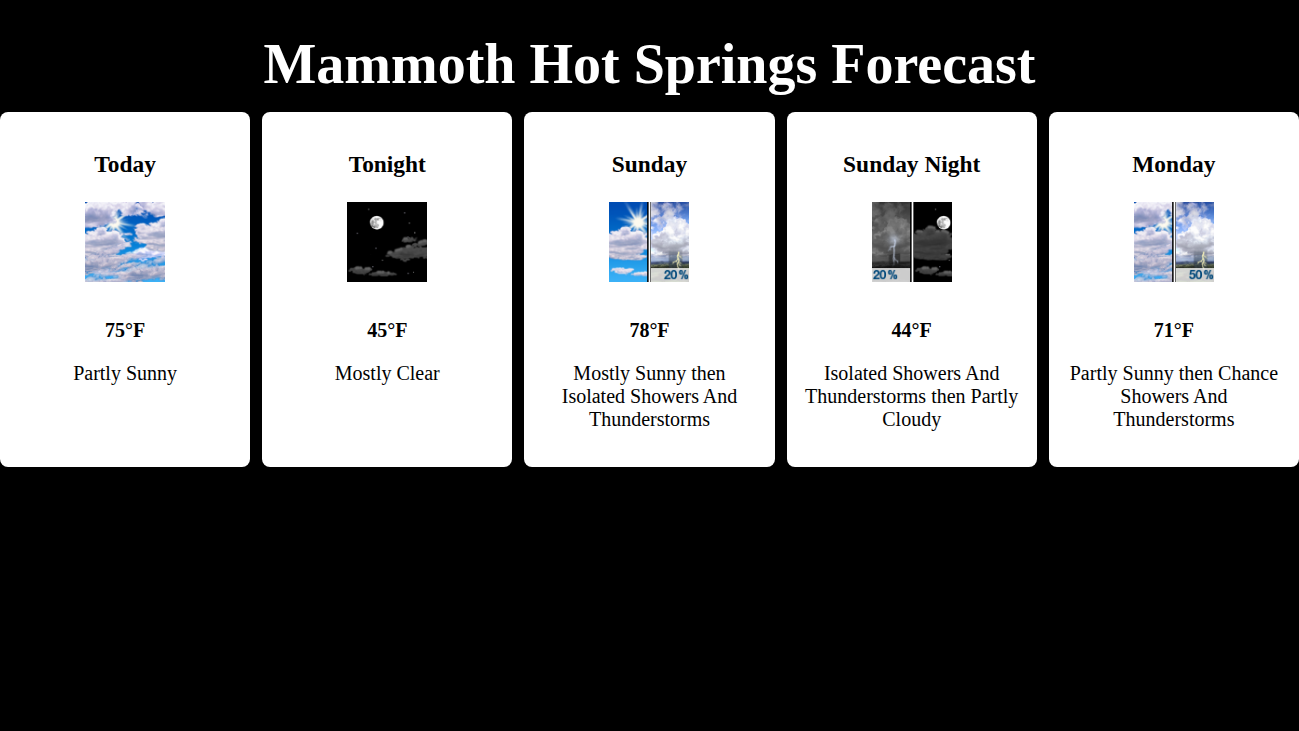 Mammoth Hot Springs Forecast
Today
Tonight
Sunday
Sunday Night
Monday
20%
20%
50%
75°F
45°F
78°F
44°F
71°F
Partly Sunny
Mostly Clear
Mostly Sunny then
Isolated Showers And
Thunderstorms
Isolated Showers And
Thunderstorms then Partly
Cloudy
Partly Sunny then Chance
Showers And
Thunderstorms